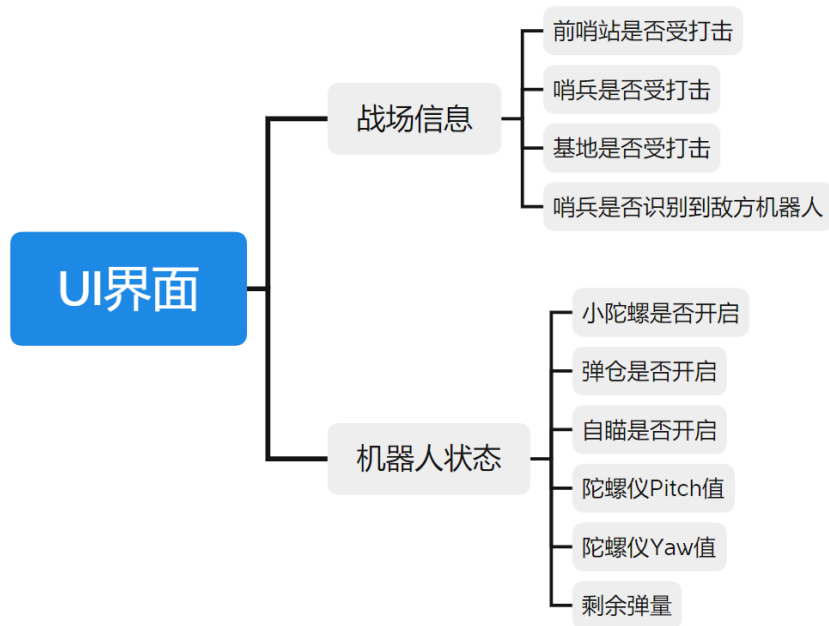 UI界面
战场信息
前哨站是否受打击
哨兵是否受打击
基地是否受打击
哨兵是否识别到敌方机器人
机器人状态
小陀螺是否开启
弹仓是否开启
自瞄是否开启
陀螺仪Pitch值
陀螺仪Yaw值
剩余弹量